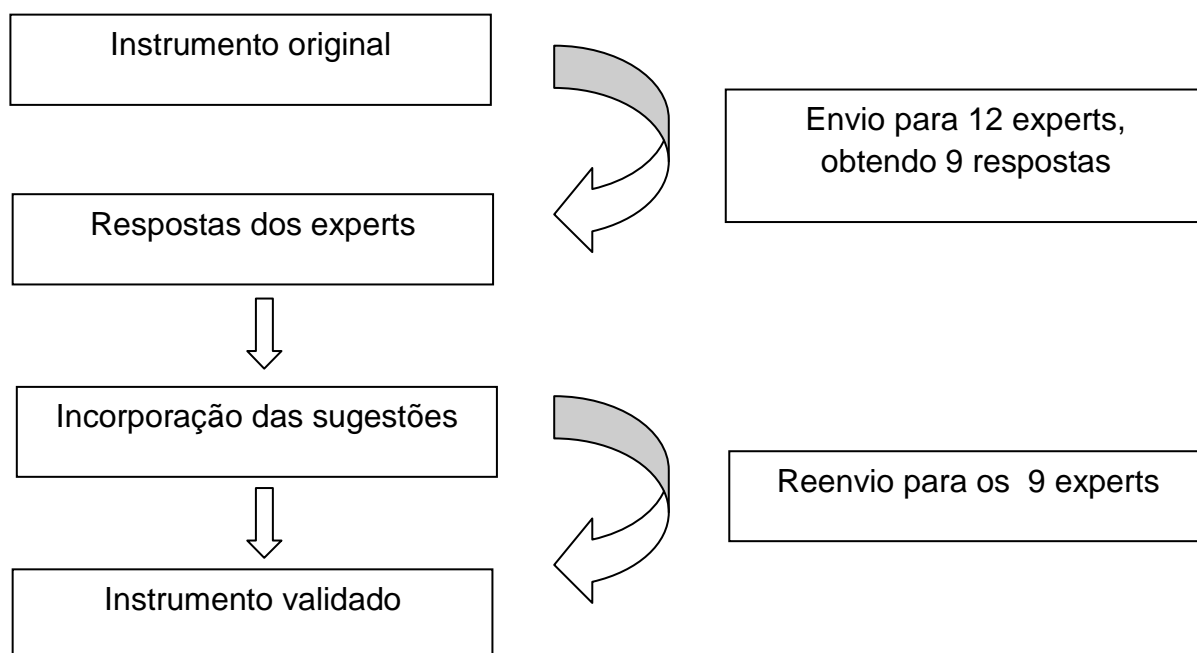 Instrumento original
Envio para 12 experts,
obtendo 9 respostas
Respostas dos experts
Incorporação das sugestões
Reenvio para os 9 experts
Instrumento validado